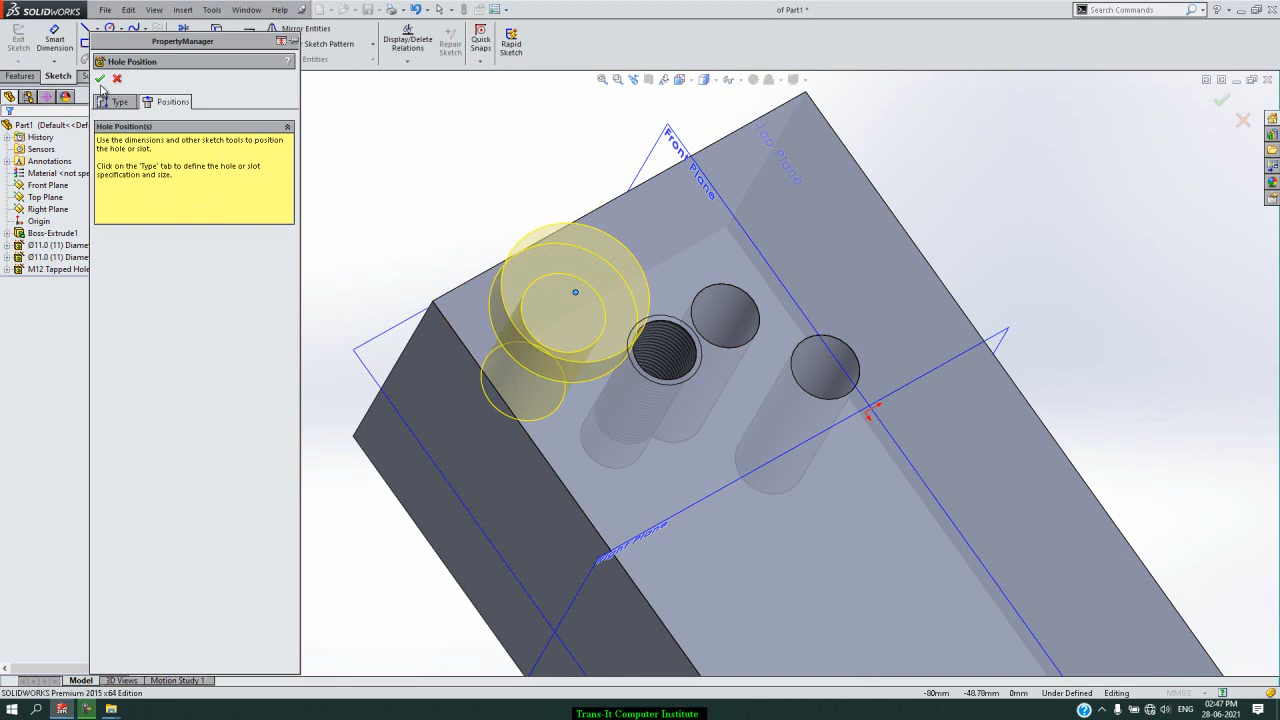 SOLIDWORKS
File
Edit
View
Insert
Tools
Window
Help
of Part1 *
Search Commands
Exit Sketch
Smart Dimension
Mirror Entities
Sketch Pattern
Entities
Display/Delete Relations
Repair Sketch
Quick Snaps
Rapid Sketch
Features
Sketch
PropertyManager
Hole Position
?
Type
Positions
Hole Position(s)
Use the dimensions and other sketch tools to position
the hole or slot.
Click on the 'Type' tab to define the hole or slot
specification and size.
Part1 (Default<<Def
History
Sensors
Annotations
Material <not spe
Front Plane
Top Plane
Right Plane
Origin
Boss-Extrude1
Ø11.0 (11) Diame
Ø11.0 (11) Diame
M12 Tapped Hole
Front Plane
Top Plane
Right Plane
Model
3D Views
Motion Study 1
SOLIDWORKS Premium 2015 x64 Edition
-80mm
-48.78mm
0mm
Under Defined
Editing
MMGS
Trans-It Computer Institute
ENG
02:47 PM
28-06-2021